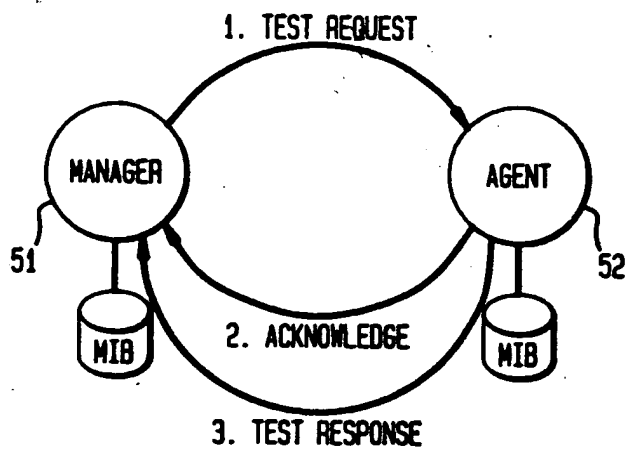 1. TEST REQUEST
MANAGER
AGENT
51
52
MIB
MIB
2. ACKNOWLEDGE
3. TEST RESPONSE